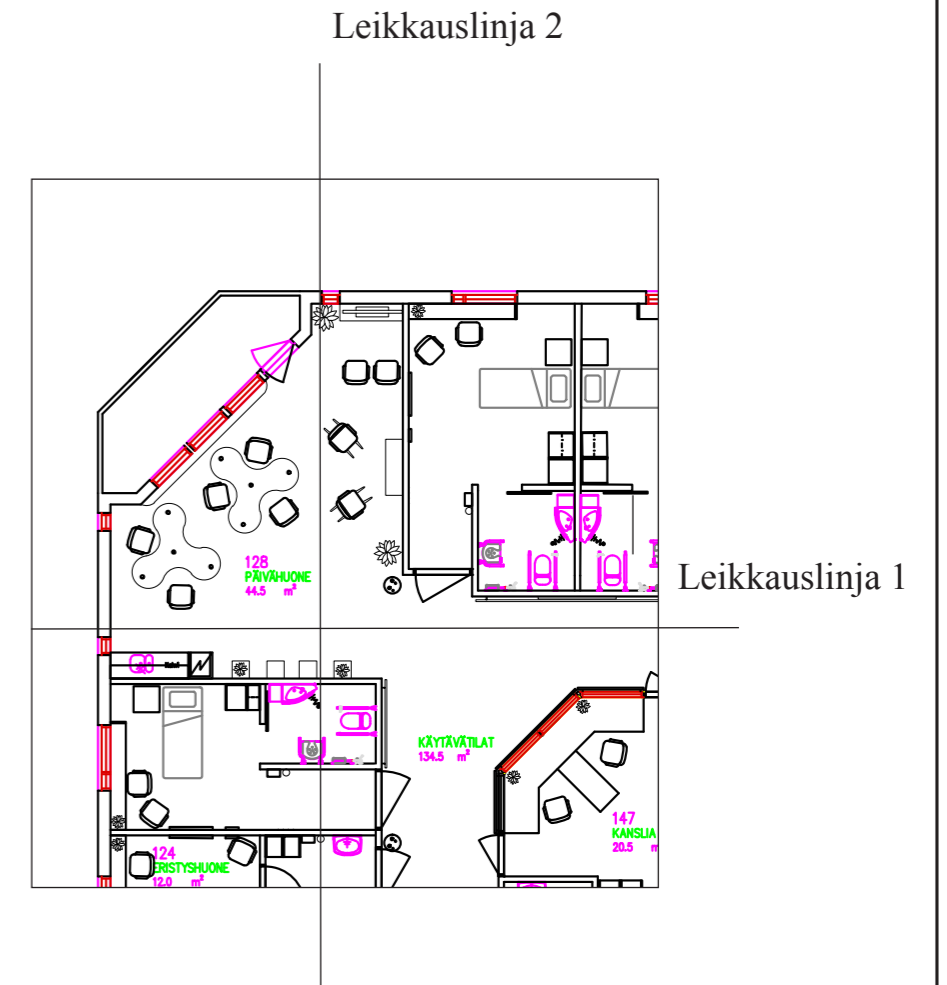 Leikkauslinja 2
128
PÄIVÄHUONE
44.5 m²
Leikkauslinja 1
KÄYTÄVÄTILAT
134.5 m²
147
KANSLIA
20.5 m
124
ERISTYSHUONE
12.0 m²